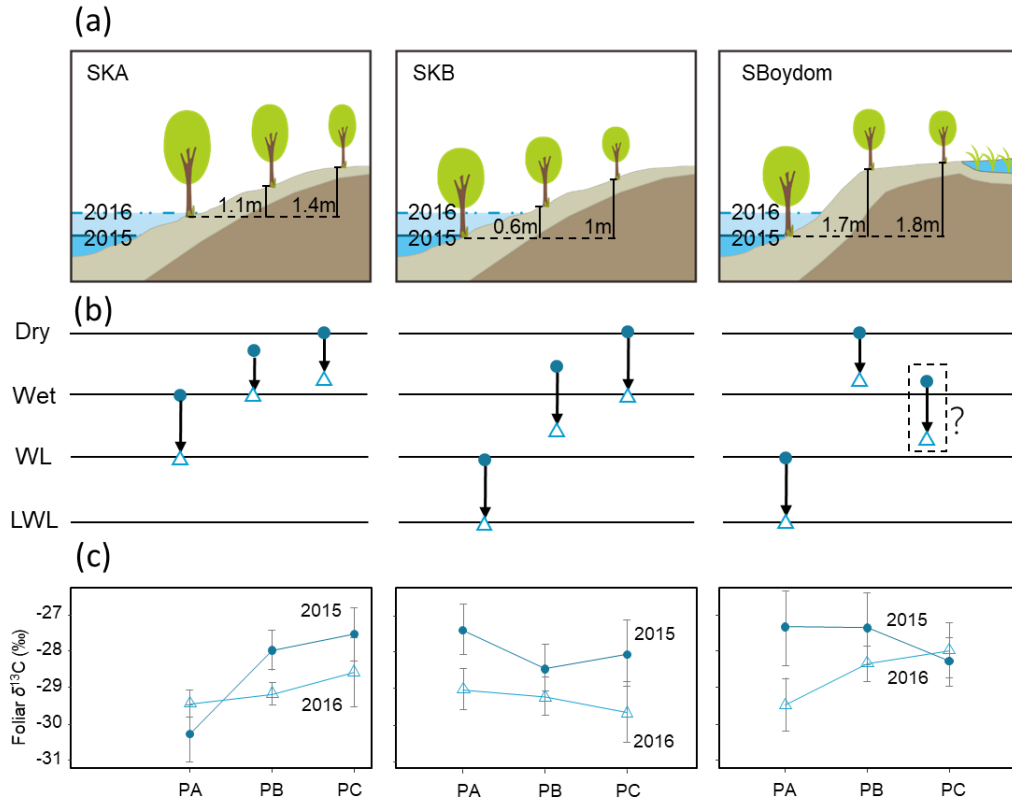 (a)
SKA
SKB
SBoydom
2016
2015
1.1m
1.4m
2016
2015
0.6m
1m
2016
2015
1.7m
1.8m
(b)
Dry
Wet
WL
LWL
?
(c)
Foliar δ¹³C (‰)
-27
-28
-29
-30
-31
2015
2016
2015
2016
2015
2016
PA PB PC
PA PB PC
PA PB PC